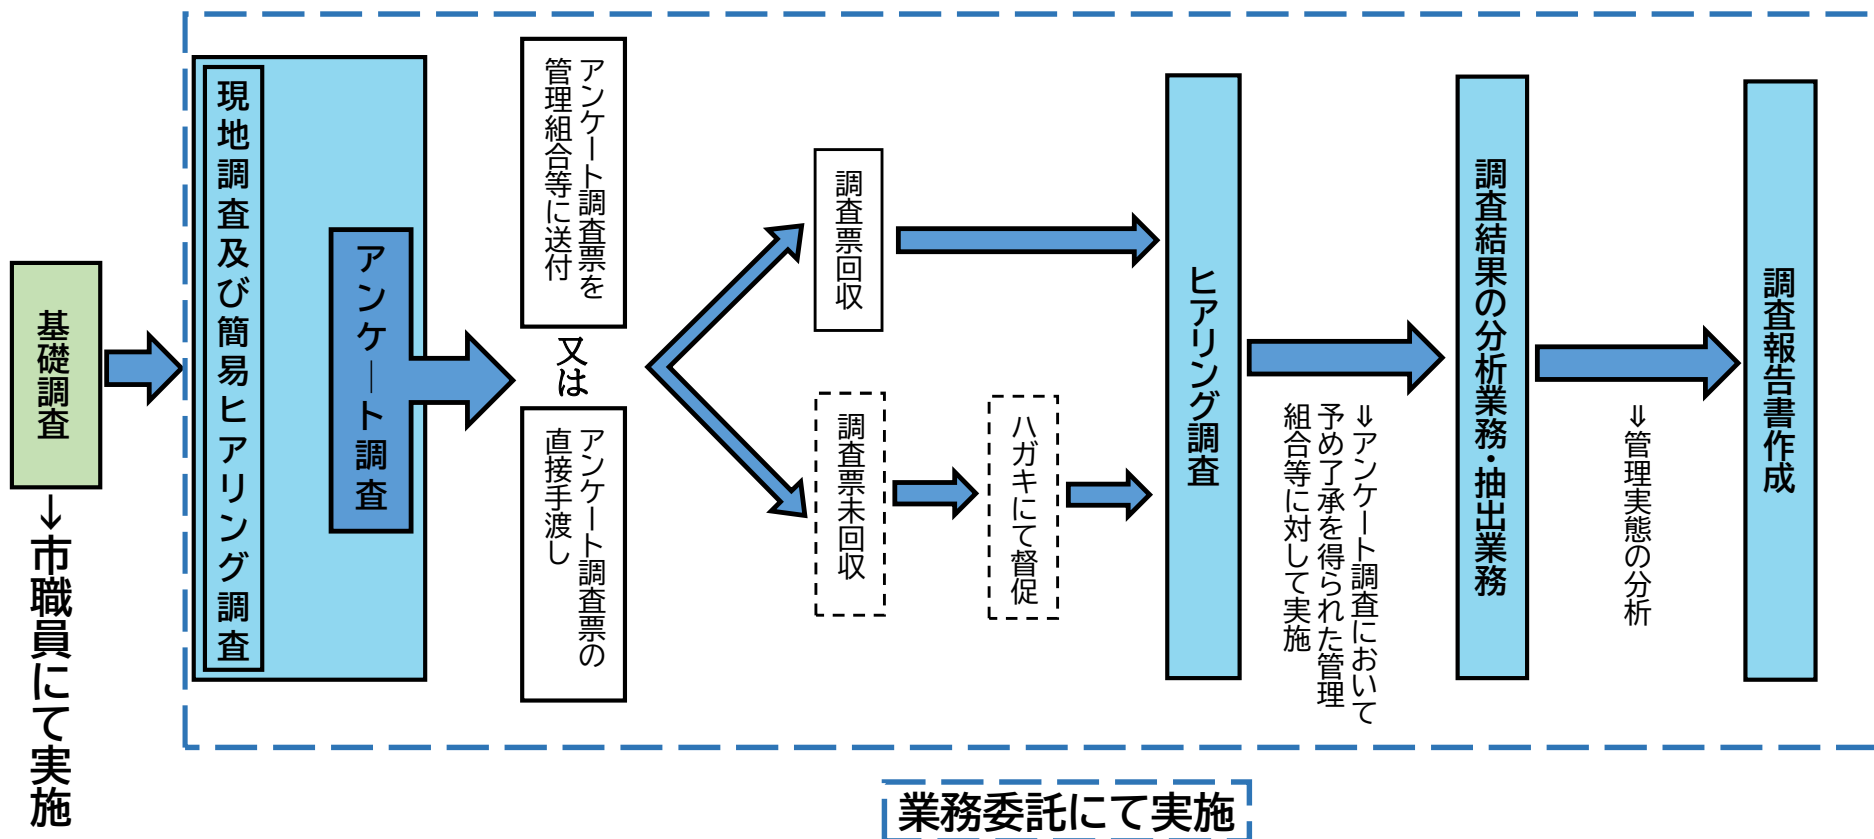 基礎調査
→市職員にて実施
現地調査及び簡易ヒアリング調査
アンケート調査
アンケート調査票を
管理組合等に送付
又は
アンケート調査票の
直接手渡し
調査票回収
調査票未回収
ハガキにて督促
ヒアリング調査
⇒アンケート調査において
予め了承を得られた管理
組合等に対して実施
調査結果の分析業務・抽出業務
⇒管理実態の分析
調査報告書作成
業務委託にて実施